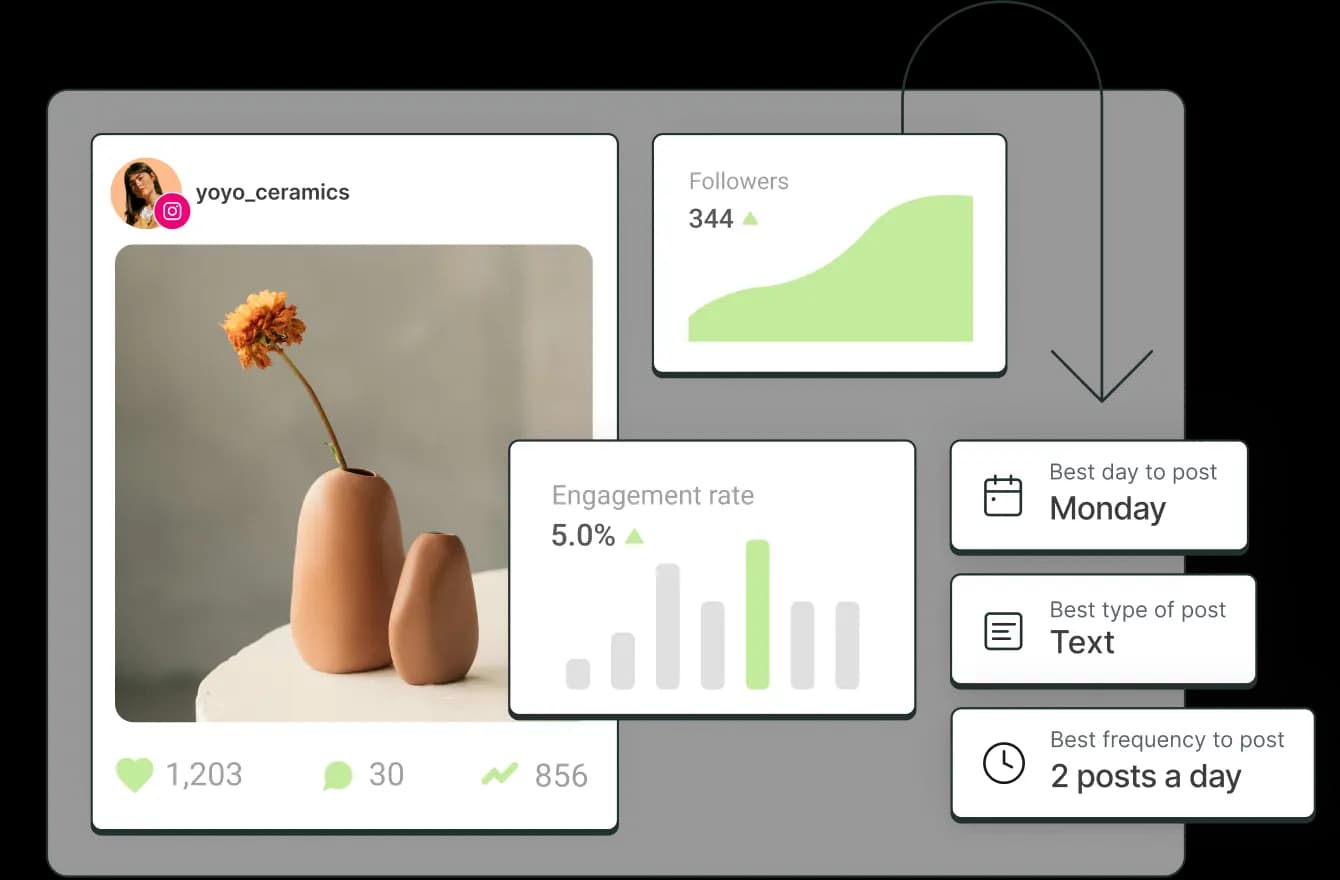 yoyo_ceramics
1,203
30
856
Followers
344
Engagement rate
5.0%
Best day to post
Monday
Best type of post
Text
Best frequency to post
2 posts a day